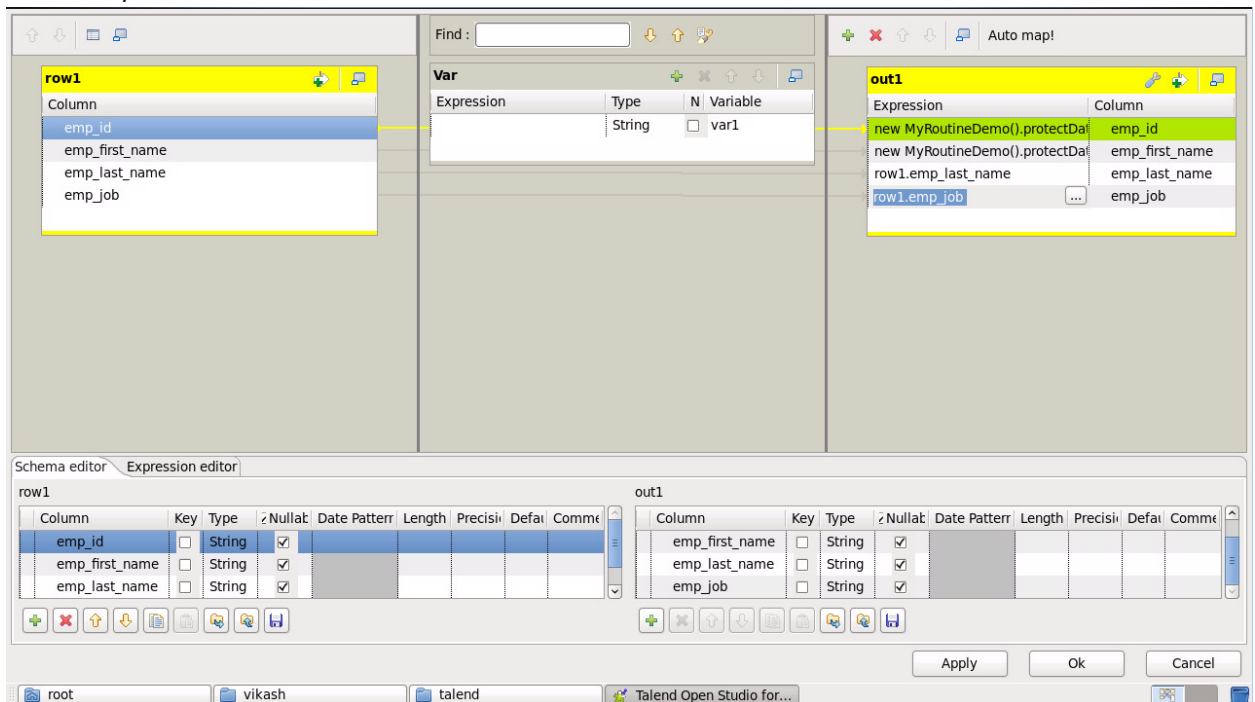 Find :
Auto map!
row1
Column
emp_id
emp_first_name
emp_last_name
emp_job
Var
Expression Type N Variable
String var1
out1
Expression Column
new MyRoutineDemo().protectDat emp_id
new MyRoutineDemo().protectDat emp_first_name
row1.emp_last_name emp_last_name
row1.emp_job ... emp_job
Schema editor Expression editor
row1
Column Key Type Nullab Date Patterr Length Precisi Defau Comme
emp_id String
emp_first_name String
emp_last_name String
out1
Column Key Type Nullab Date Patterr Length Precisi Defau Comme
emp_first_name String
emp_last_name String
emp_job String
Apply Ok Cancel
root vikash talend Talend Open Studio for...